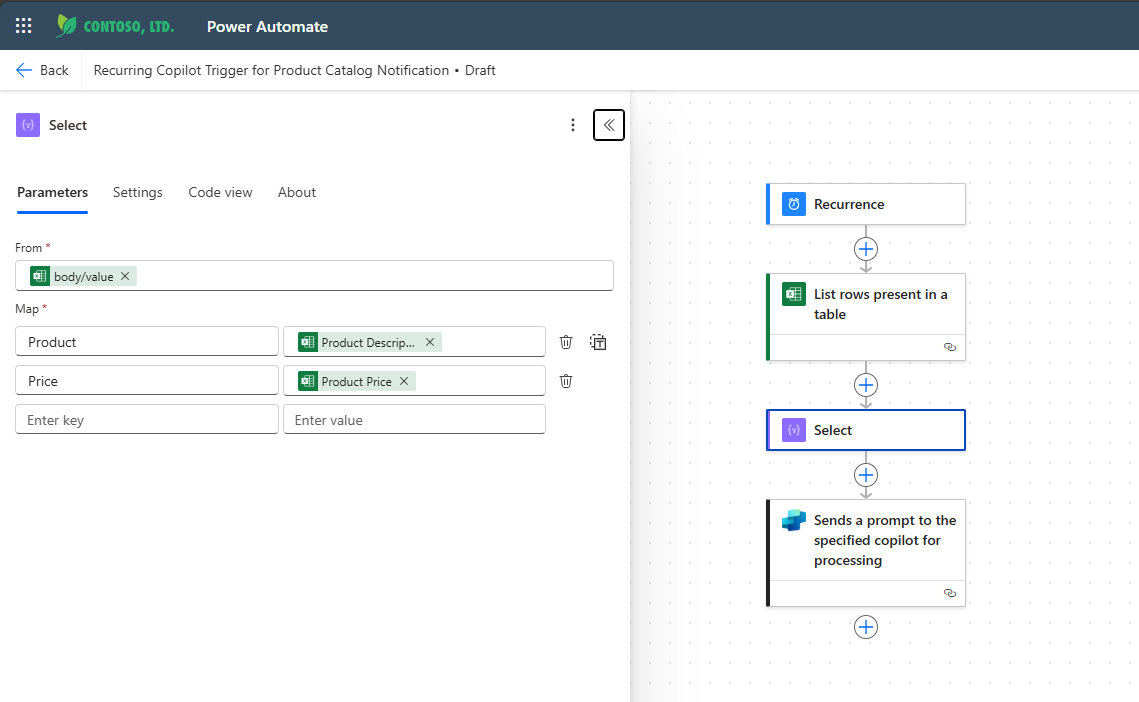 CONTOSO, LTD. Power Automate
Back Recurring Copilot Trigger for Product Catalog Notification • Draft
Select
Parameters Settings Code view About
From *
body/value
Map *
Product Product Descrip...
Price Product Price
Enter key Enter value
Recurrence
List rows present in a
table
Select
Sends a prompt to the
specified copilot for
processing